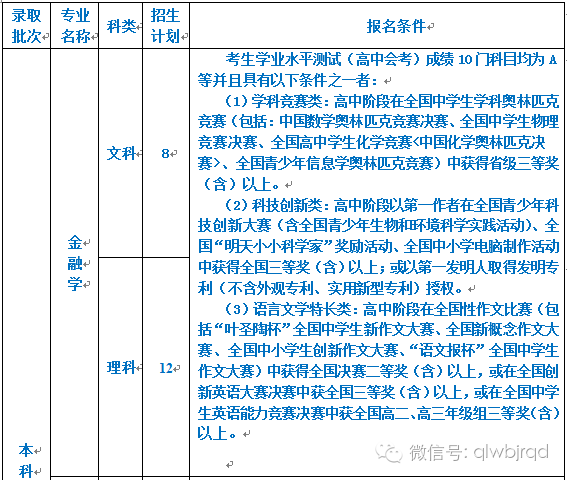 录取 专业 科类 招生 报名条件
批次 名称 计划
考生学业水平测试（高中会考）成绩 10 门科目均为 A
等并且具有以下条件之一者：
（1）学科竞赛类：高中阶段在全国中学生学科奥林匹克
竞赛（包括：中国数学奥林匹克竞赛决赛、全国中学生物理
竞赛决赛、全国高中学生化学竞赛<中国化学奥林匹克决
赛>、全国青少年信息学奥林匹克竞赛）中获得省级三等奖
（含）以上。
文科 8
（2）科技创新类：高中阶段以第一作者在全国青少年科
技创新大赛（含全国青少年生物和环境科学实践活动）、全
国“明天小小科学家”奖励活动、全国中小学电脑制作活动
中获得全国三等奖（含）以上；或以第一发明人取得发明专
利（不含外观专利、实用新型专利）授权。
金
融
学
（3）语言文学特长类：高中阶段在全国性作文比赛（包
括“叶圣陶杯”全国中学生新作文大赛、全国新概念作文大
赛、全国中小学生创新作文大赛、“语文报杯”全国中学生
作文大赛）中获得全国决赛二等奖（含）以上，或在全国创
新英语大赛决赛中获全国三等奖（含）以上，或在全国中学
生英语能力竞赛决赛中获全国高二、高三年级组三等奖（含）
以上。
理科 12
本
科
微信号: qlwbjrqd